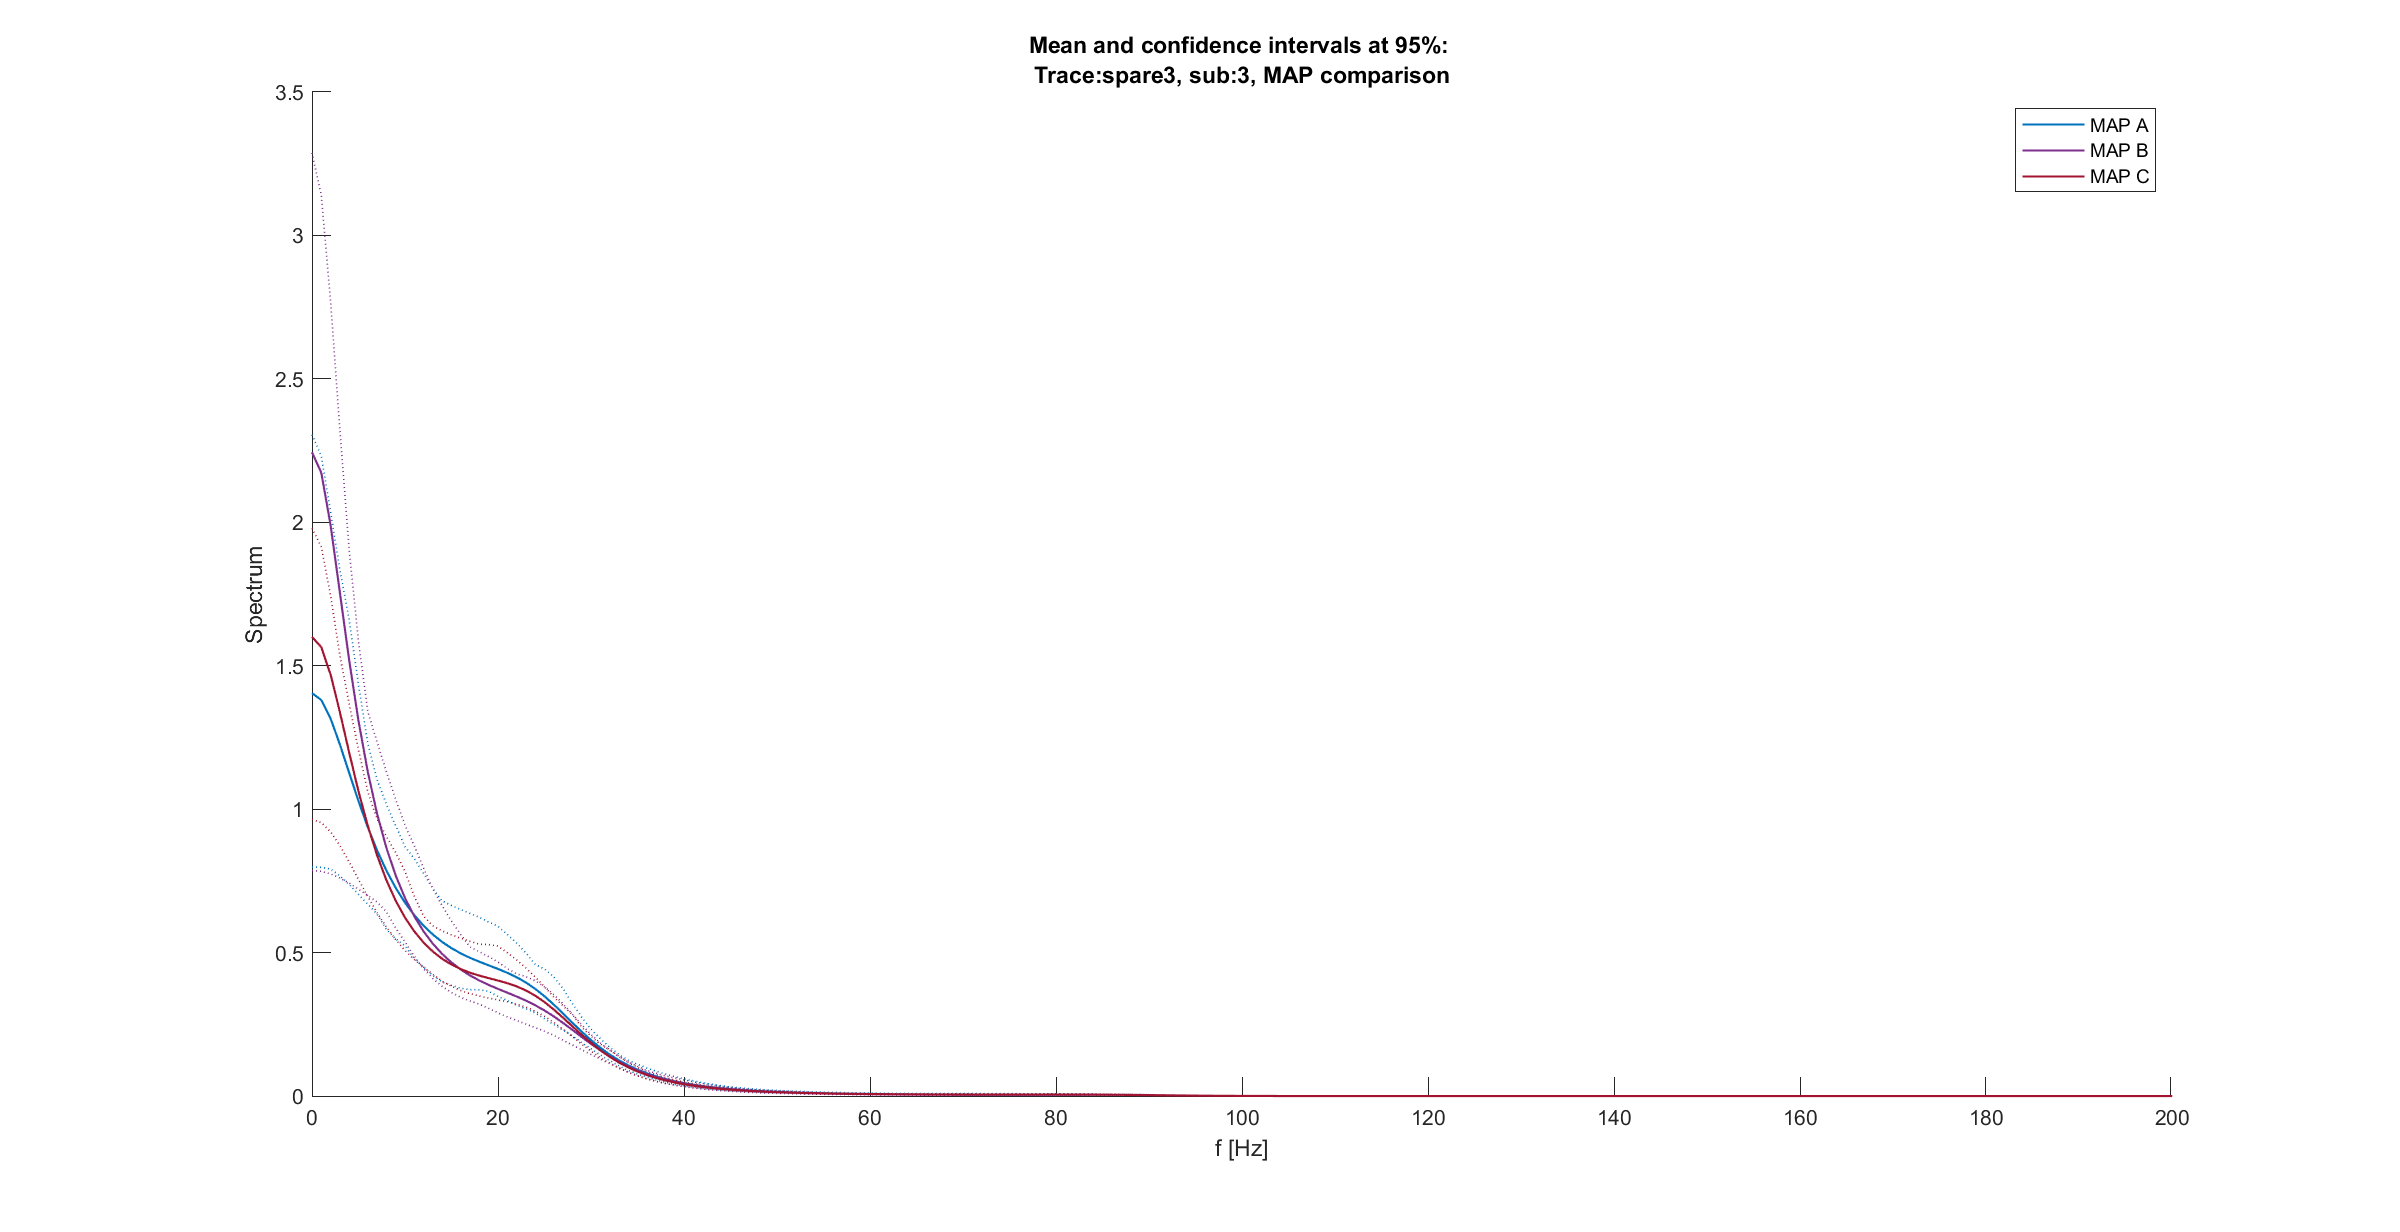 Mean and confidence intervals at 95%:
Trace:spare3, sub:3, MAP comparison
MAP A
MAP B
MAP C
3.5
3
2.5
2
1.5
1
0.5
0
Spectrum
0 20 40 60 80 100 120 140 160 180 200
f [Hz]